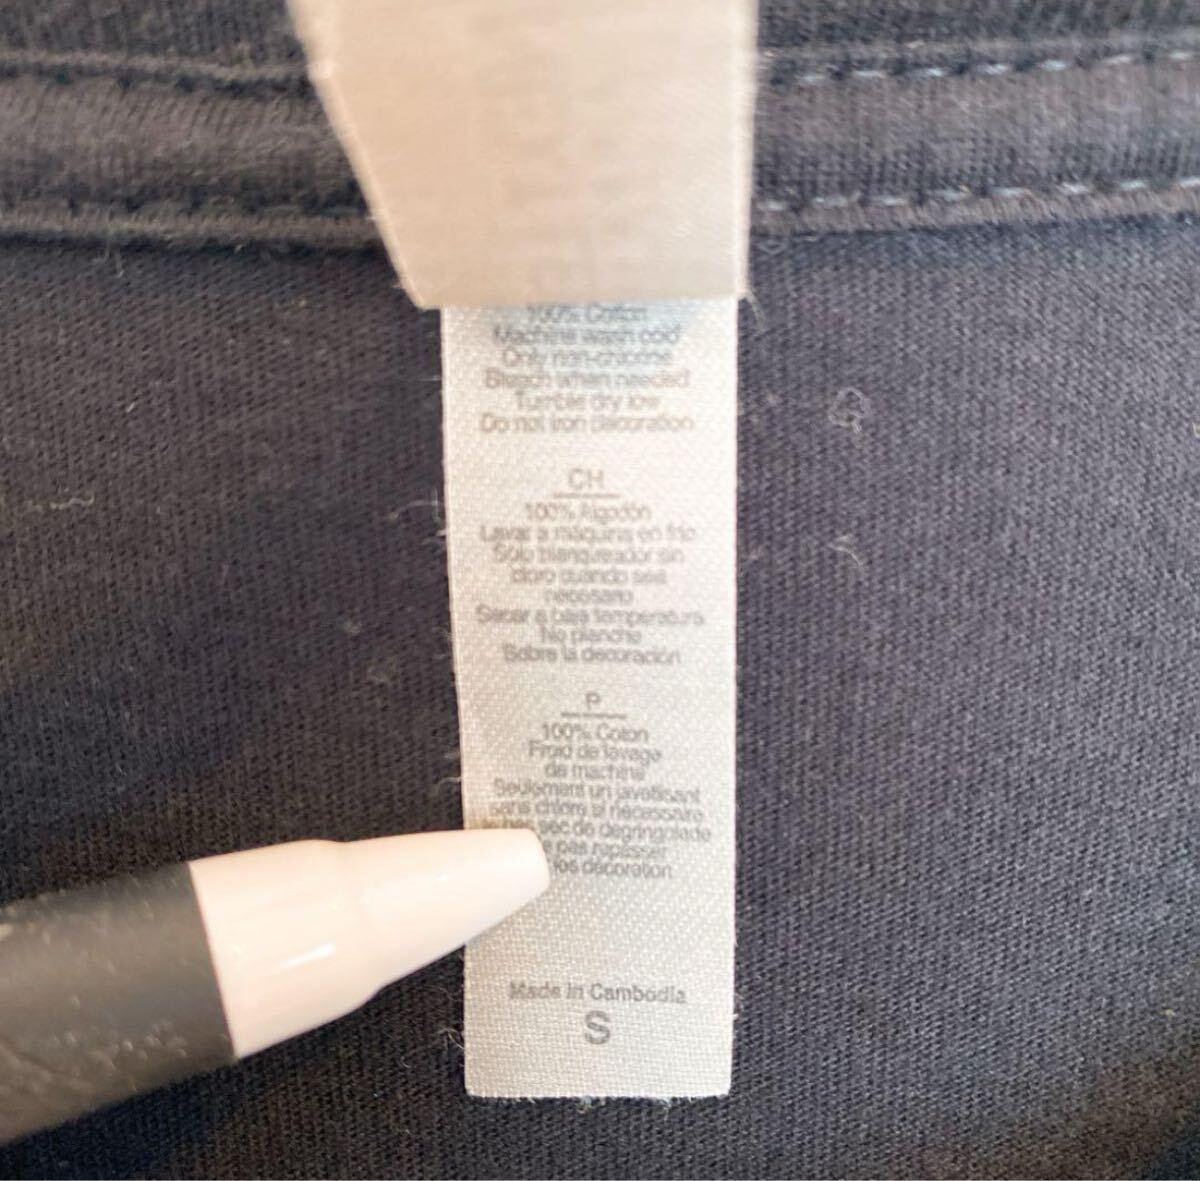 100% Cotton
Machine wash cold
Only non-chlorine
Bleach when needed
Tumble dry low
Do not iron decoration
CH
100% Algodón
Lavar a máquina en frio
Solo blanqueador sin
cloro cuando sea
necesario
Secar a baja temperatura
No planche
Sobre la decoración
P
100% Coton
Froid de lavage
de machine
Seulement un javellisant
sans chlore si nécessaire
sec de dégringolade
pas repasser
décoration
Made in Cambodia
S